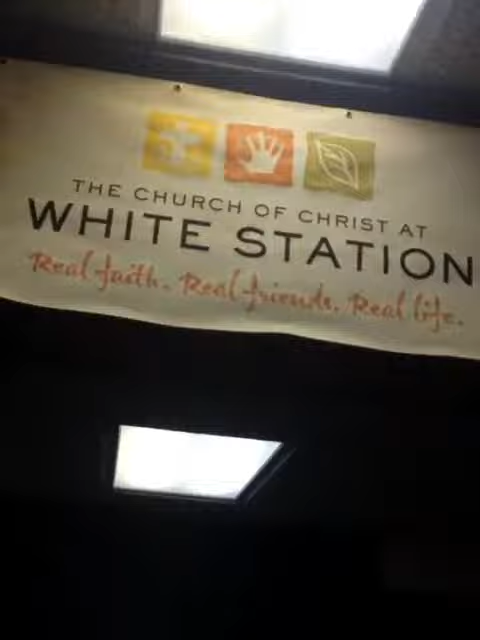 THE CHURCH OF CHRIST AT
WHITE STATION
Real faith. Real friends. Real life.